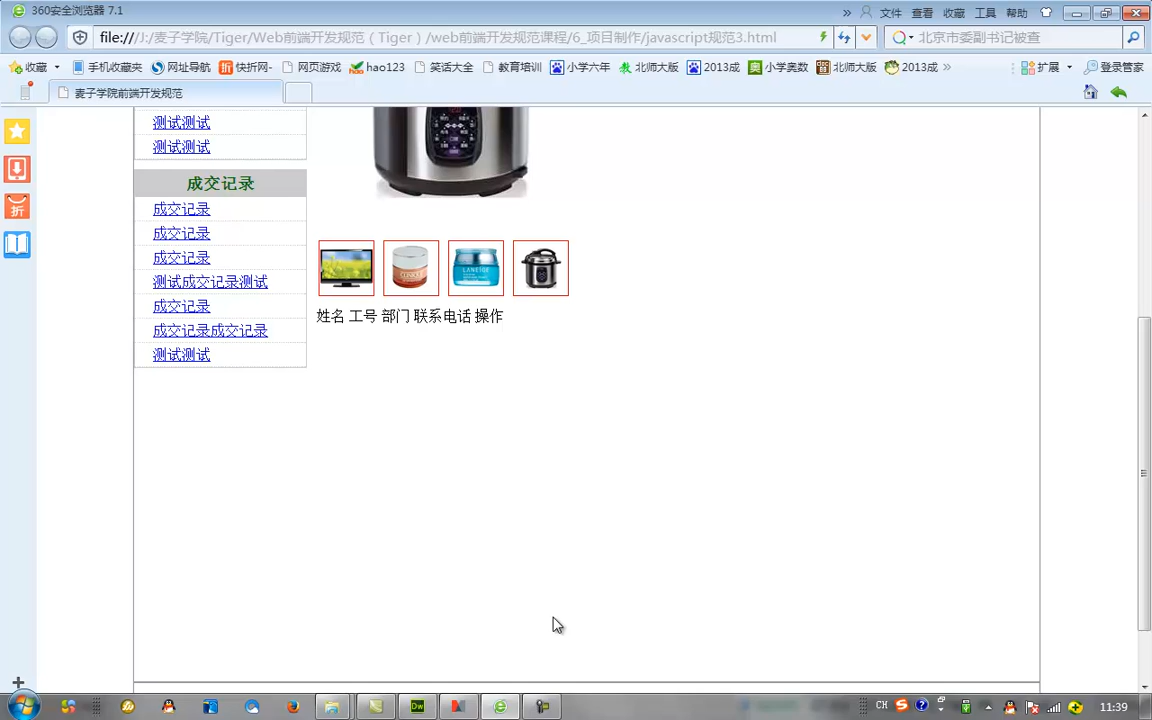 360安全浏览器 7.1
» 文件 查看 收藏 工具 帮助
file:///J:/麦子学院/Tiger/Web前端开发规范（Tiger）/web前端开发规范课程/6_项目制作/javascript规范3.html
北京市委副书记被查
收藏 手机收藏夹 网址导航 折 快折网- 网页游戏 hao123 笑话大全 教育培训 小学六年 北师大版 2013成 奥 小学奥数 北师大版 2013成 » 扩展 登录管家
麦子学院前端开发规范
测试测试
测试测试
折
成交记录
成交记录
成交记录
成交记录
测试成交记录测试
成交记录
成交记录成交记录
测试测试
LANEIGE
姓名 工号 部门 联系电话 操作
Dw
CH
11:39